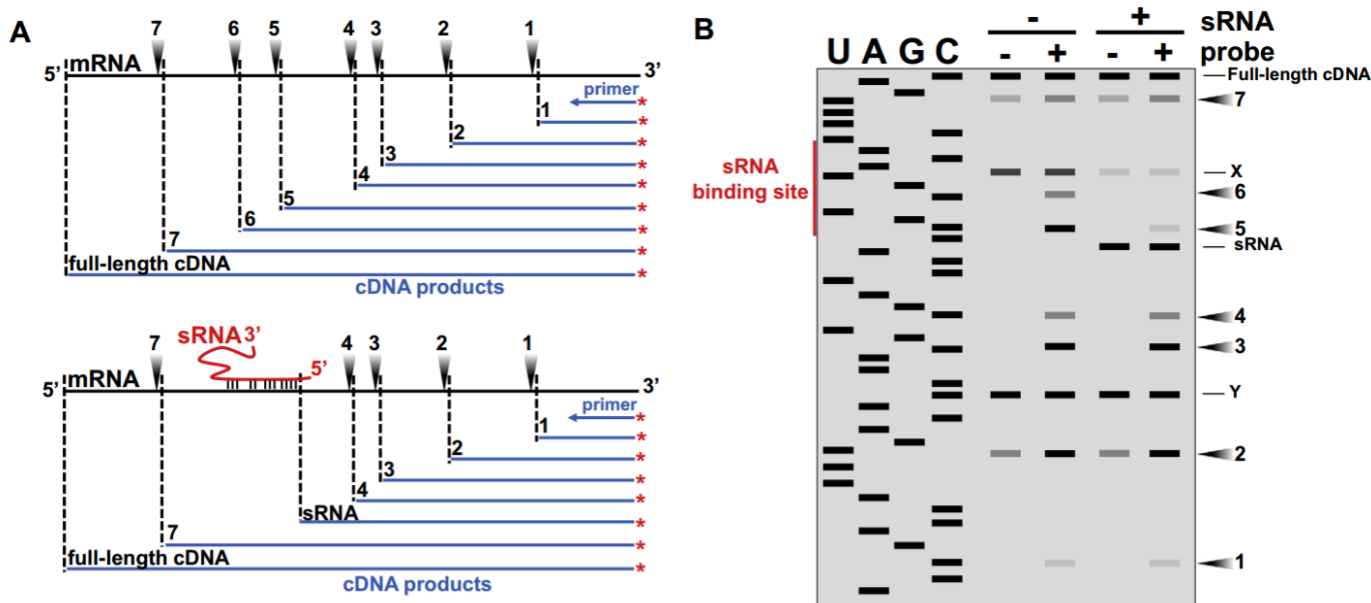 A
7 6 5 4 3 2 1
5’ mRNA 3’
primer *
1 *
2 *
3 *
4 *
5 *
6 *
7 *
full-length cDNA *
cDNA products
sRNA 3’
7 5’ 4 3 2 1
5’ mRNA 3’
primer *
1 *
2 *
3 *
4 *
sRNA *
7 *
full-length cDNA *
cDNA products
B
- + sRNA
U A G C - + - + probe
Full-length cDNA
7
sRNA
binding site
X
6
5
sRNA
4
3
Y
2
1